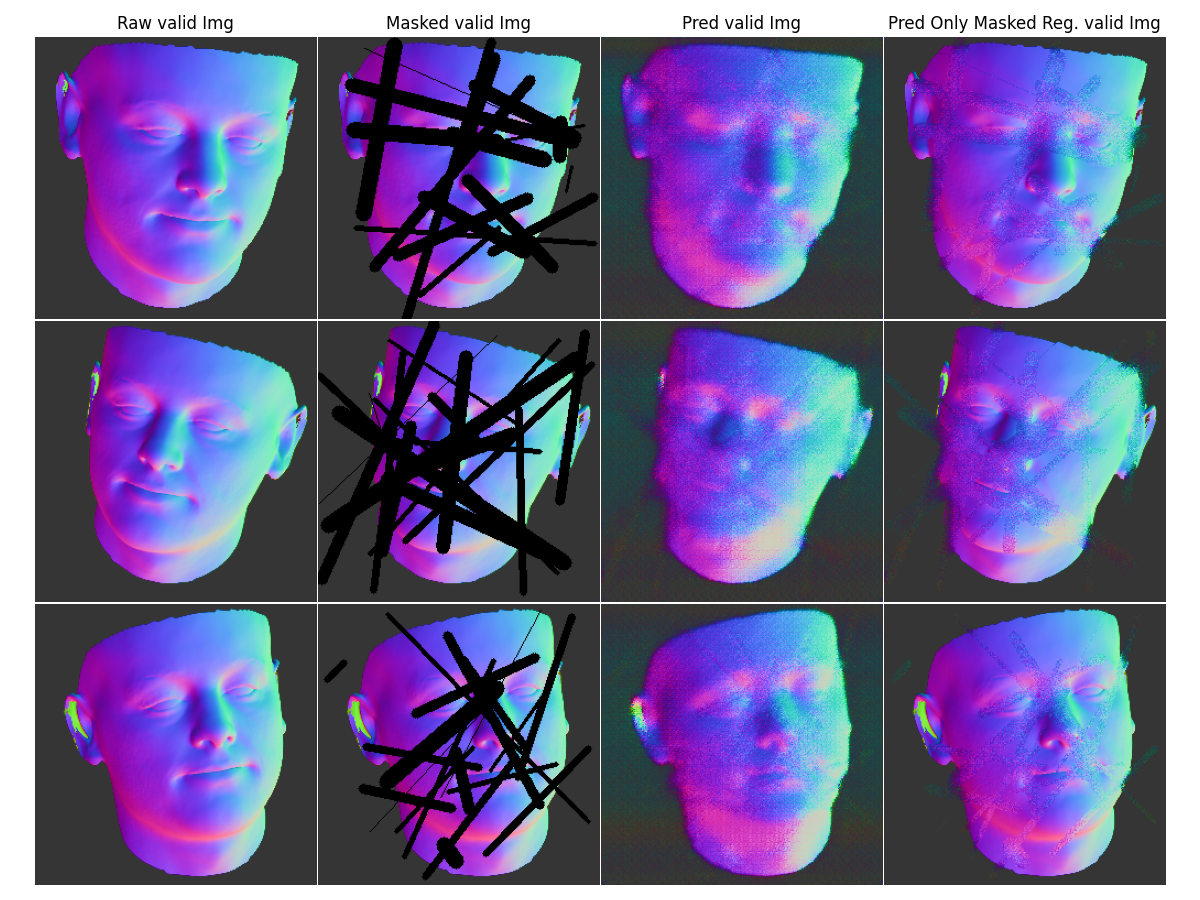 Raw valid Img
Masked valid Img
Pred valid Img
Pred Only Masked Reg. valid Img